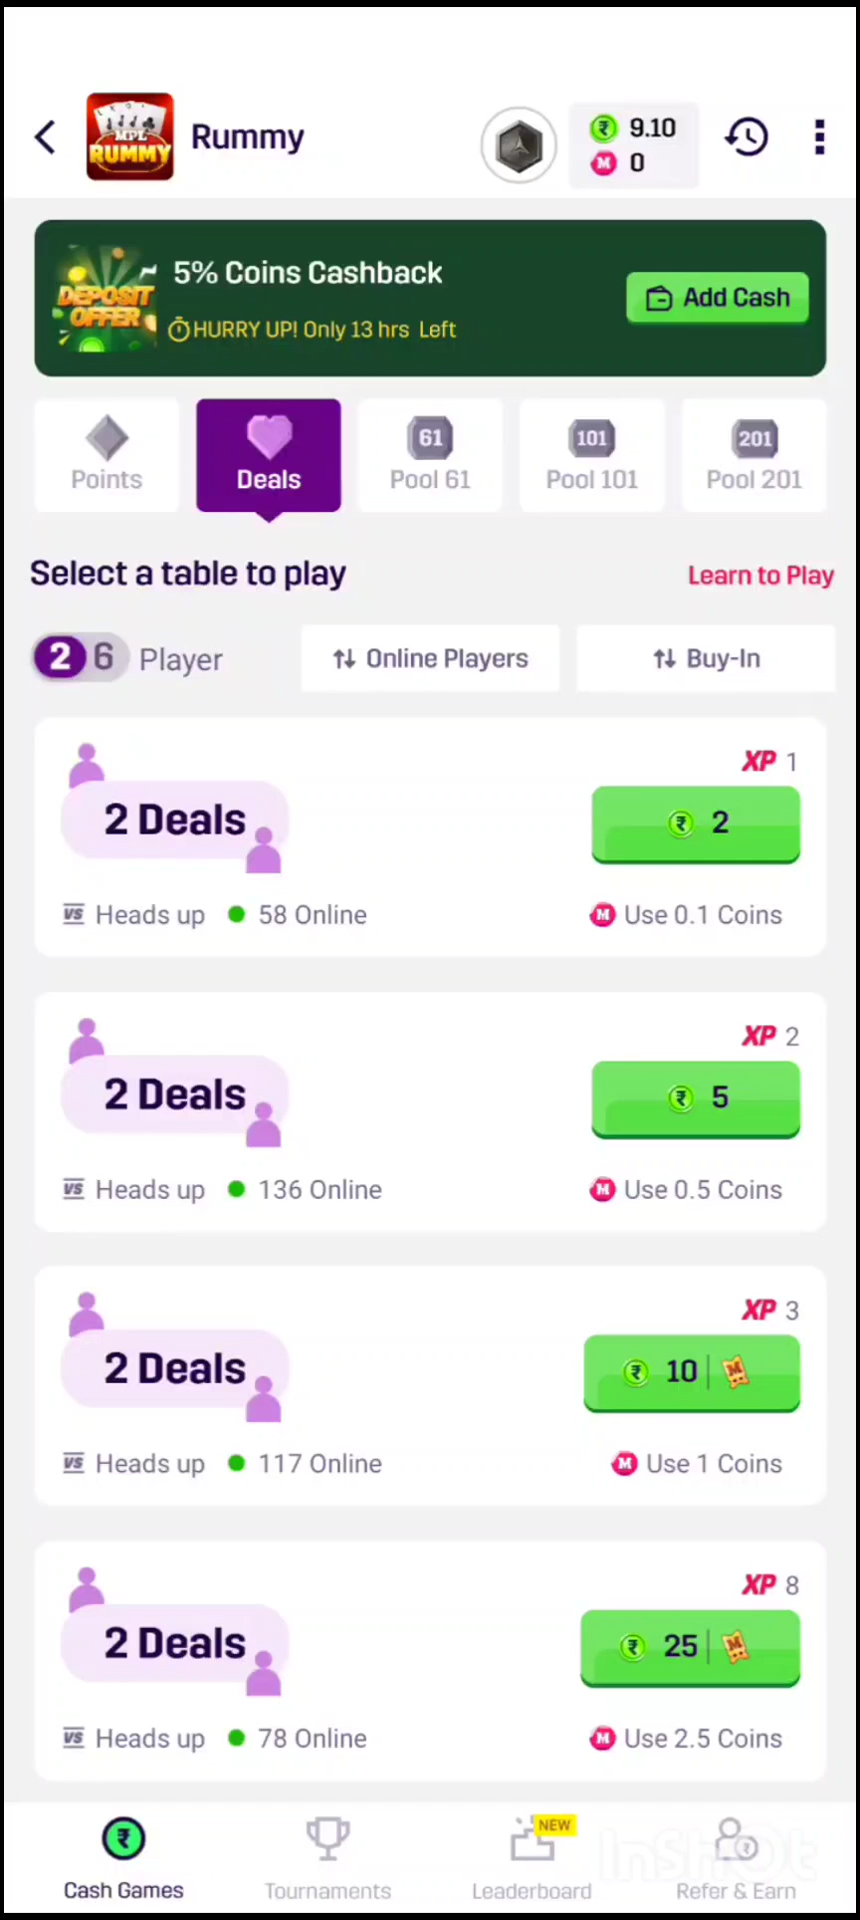 MPL
RUMMY
Rummy
₹ 9.10
M 0
DEPOSIT
OFFER
5% Coins Cashback
HURRY UP! Only 13 hrs Left
Add Cash
Points
Deals
61
Pool 61
101
Pool 101
201
Pool 201
Select a table to play
Learn to Play
2 6 Player
Online Players
Buy-In
XP 1
2 Deals
₹ 2
VS Heads up 58 Online
M Use 0.1 Coins
XP 2
2 Deals
₹ 5
VS Heads up 136 Online
M Use 0.5 Coins
XP 3
2 Deals
₹ 10 M
VS Heads up 117 Online
M Use 1 Coins
XP 8
2 Deals
₹ 25 M
VS Heads up 78 Online
M Use 2.5 Coins
₹
Cash Games
Tournaments
NEW
Leaderboard
₹
Refer & Earn
InShot